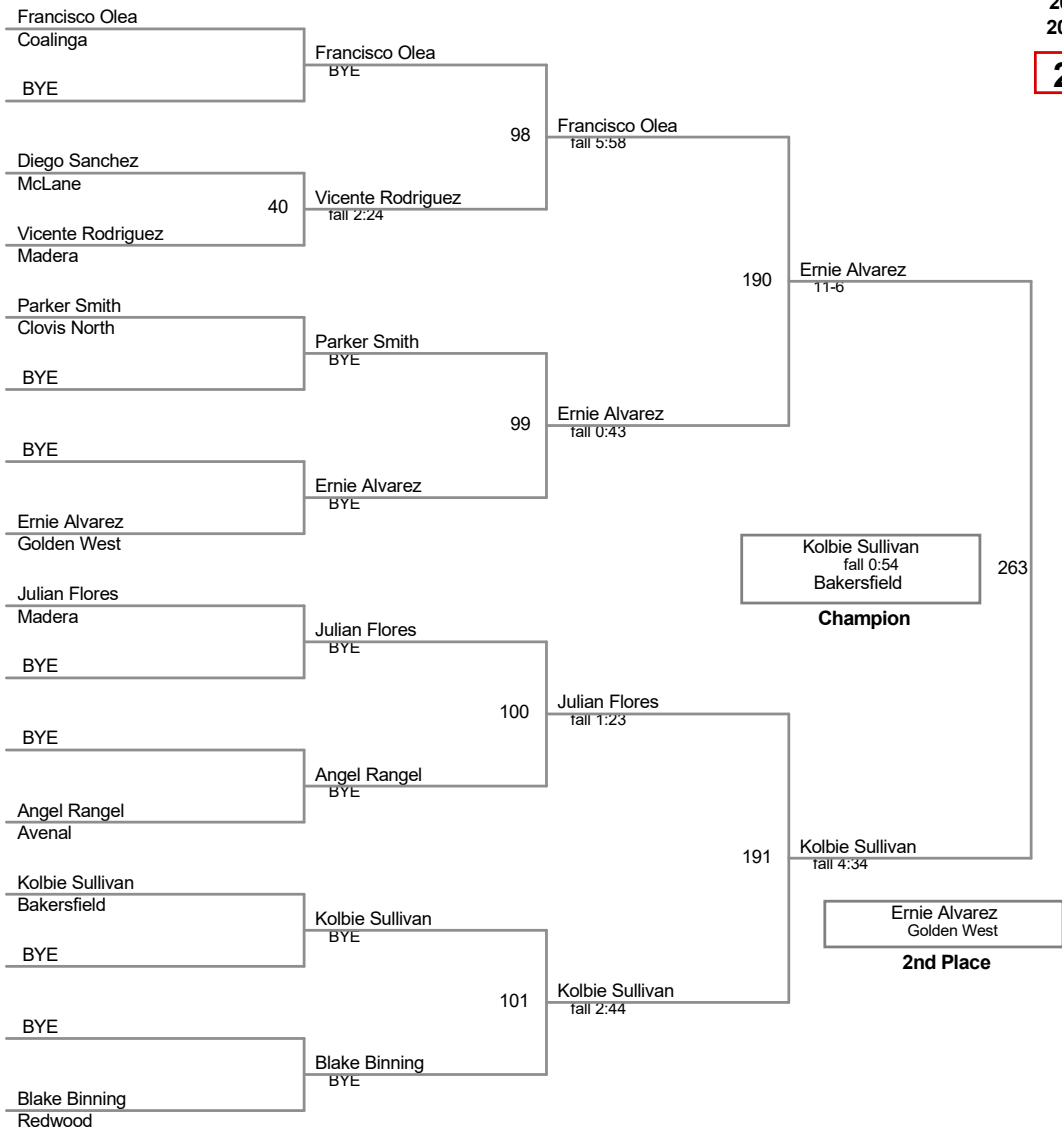 20
20
2
Francisco Olea
Coalinga
BYE
Diego Sanchez
McLane
Vicente Rodriguez
Madera
Parker Smith
Clovis North
BYE
BYE
Ernie Alvarez
Golden West
Julian Flores
Madera
BYE
BYE
Angel Rangel
Avenal
Kolbie Sullivan
Bakersfield
BYE
BYE
Blake Binning
Redwood
Francisco Olea
BYE
40
Vicente Rodriguez
fall 2:24
Parker Smith
BYE
Ernie Alvarez
BYE
Julian Flores
BYE
Angel Rangel
BYE
Kolbie Sullivan
BYE
Blake Binning
BYE
98
Francisco Olea
fall 5:58
99
Ernie Alvarez
fall 0:43
100
Julian Flores
fall 1:23
101
Kolbie Sullivan
fall 2:44
190
Ernie Alvarez
11-6
191
Kolbie Sullivan
fall 4:34
263
Kolbie Sullivan
fall 0:54
Bakersfield
Champion
Ernie Alvarez
Golden West
2nd Place